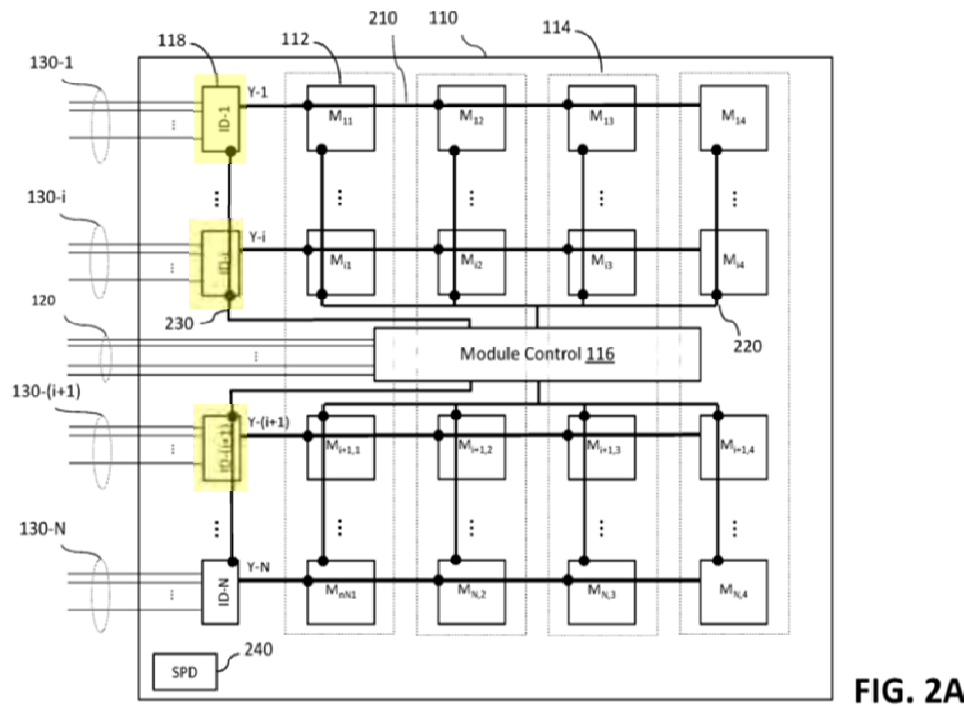 118 112 210 110 114
130-1
ID-1 Y-1 M11 M12 M13 M14
130-i
ID-i Y-i Mi1 Mi2 Mi3 Mi4
120 230 220
Module Control 116
130-(i+1)
ID-(i+1) Y-(i+1) Mi+1,1 Mi+1,2 Mi+1,3 Mi+1,4
130-N
ID-N Y-N MnN1 MN,2 MN,3 MN,4
SPD 240
FIG. 2A